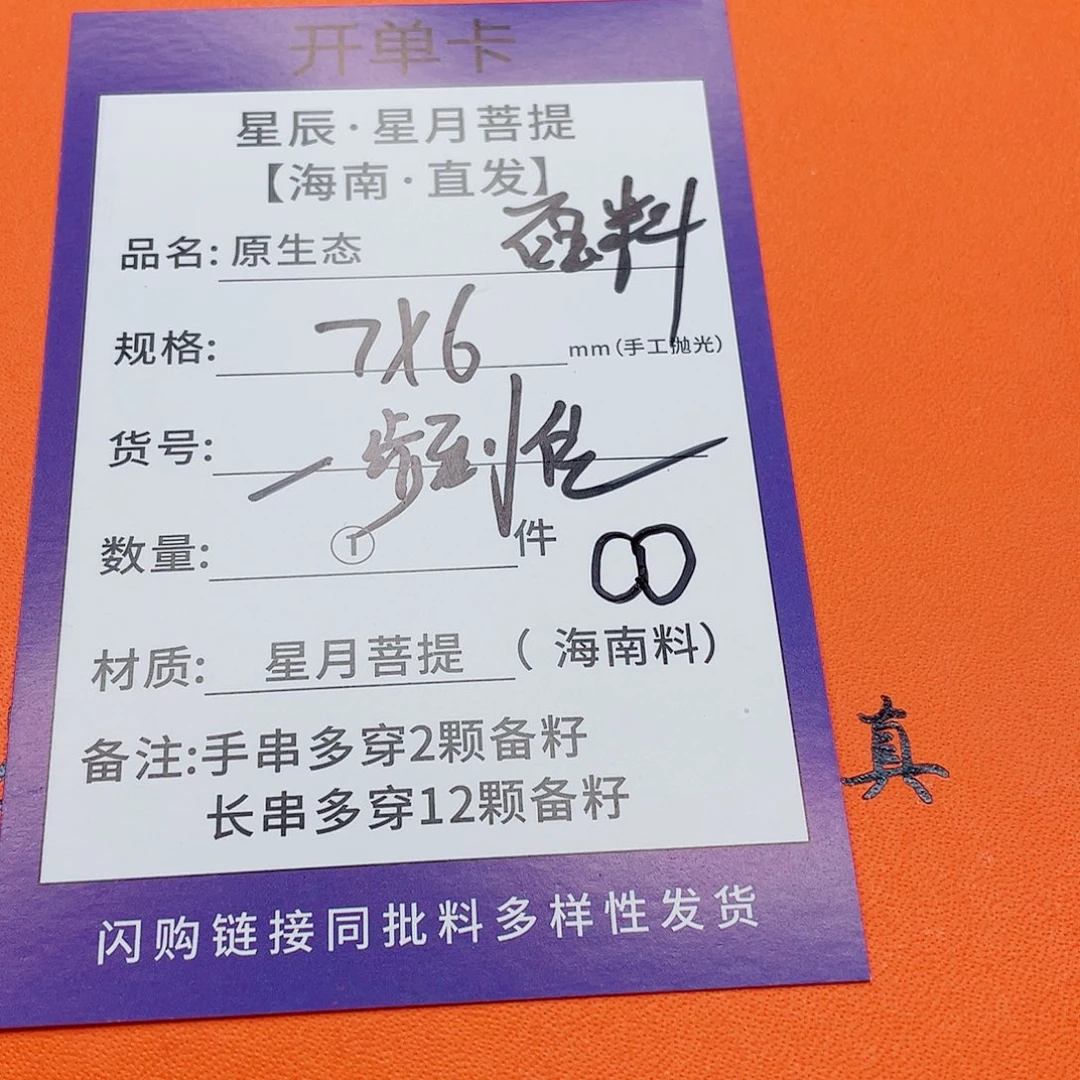 开单卡
星辰·星月菩提
【海南·直发】
品名:原生态 料
规格: 7X6 mm(手工抛光)
货号:
数量: ① 件 00
材质: 星月菩提 (海南料)
备注:手串多穿2颗备籽
长串多穿12颗备籽
闪购链接同批料多样性发货
真